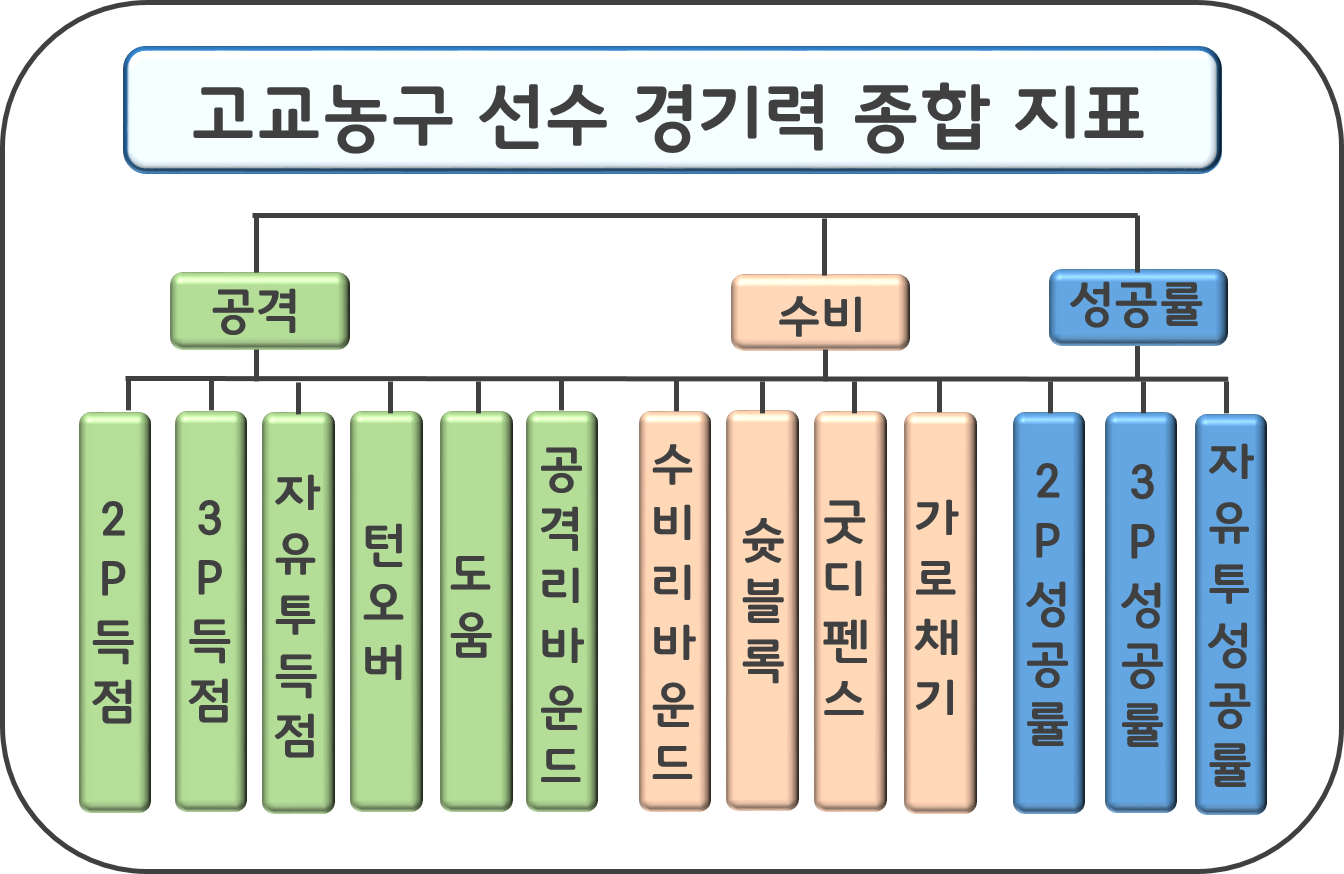 고교농구 선수 경기력 종합 지표
공격
수비
성공률
2P득점
3P득점
자유투득점
턴오버
도움
공격리바운드
수비리바운드
슛블록
굿디펜스
가로채기
2P성공률
3P성공률
자유투성공률